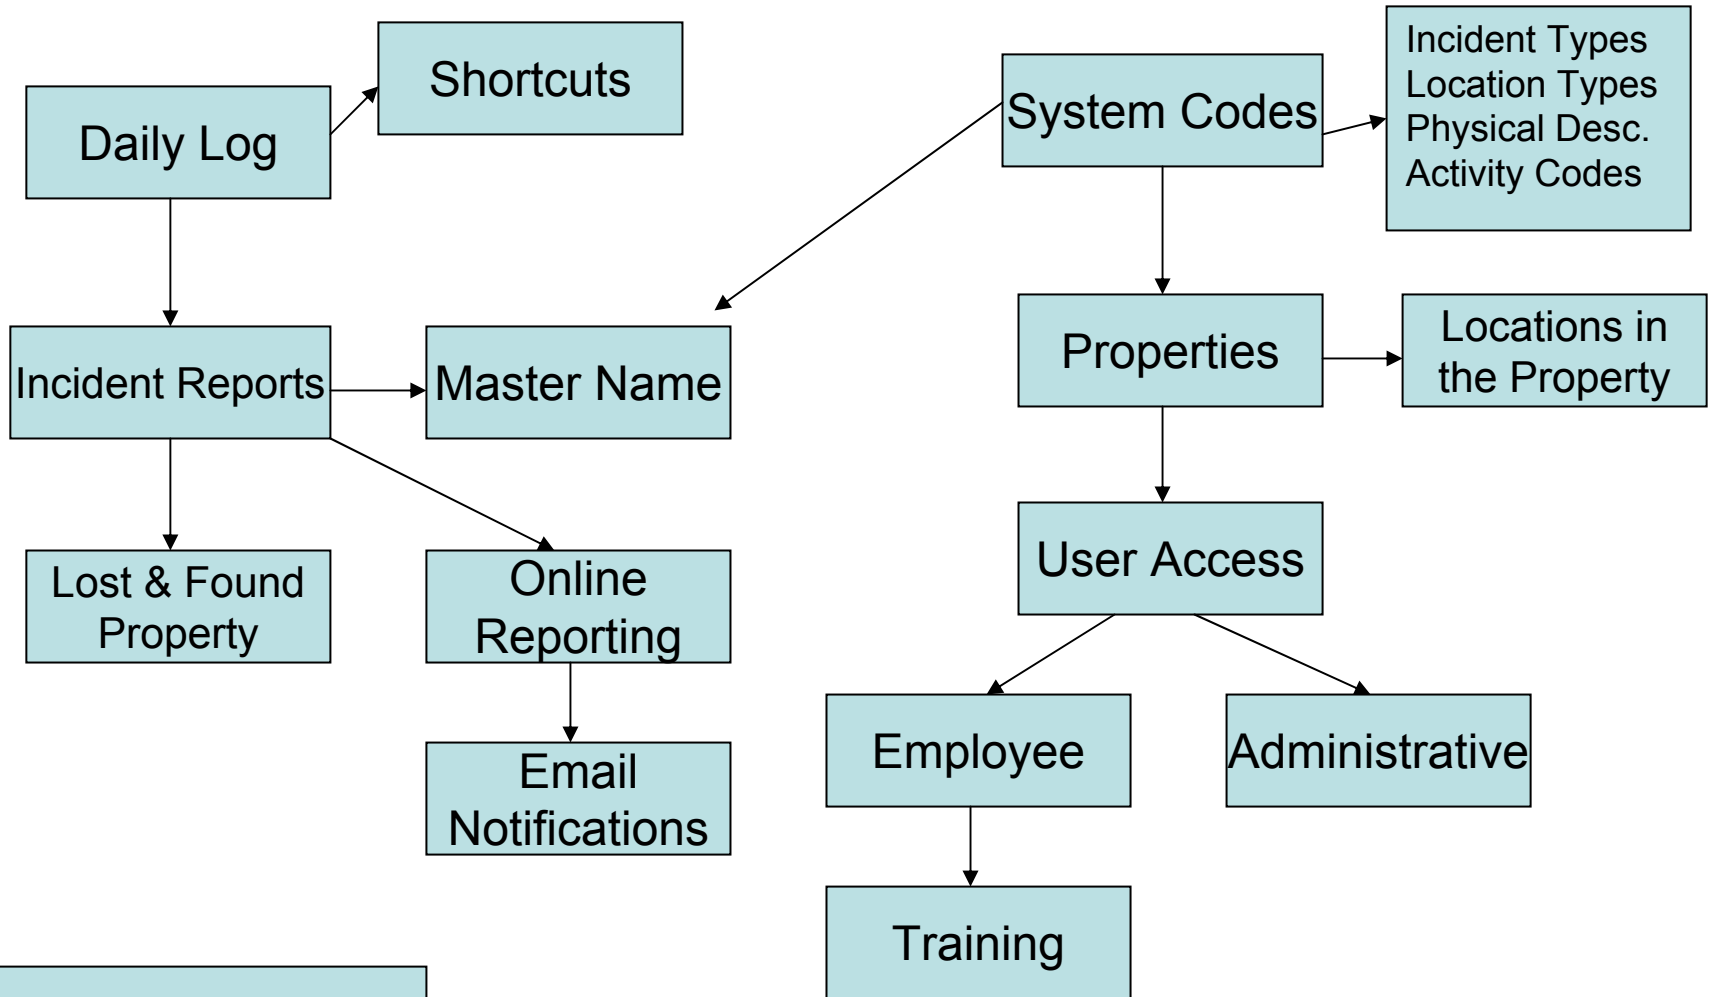 Shortcuts
Daily Log
System Codes
Incident Types
Location Types
Physical Desc.
Activity Codes
Incident Reports
Master Name
Properties
Locations in
the Property
Lost & Found
Property
Online
Reporting
User Access
Email
Notifications
Employee
Administrative
Training